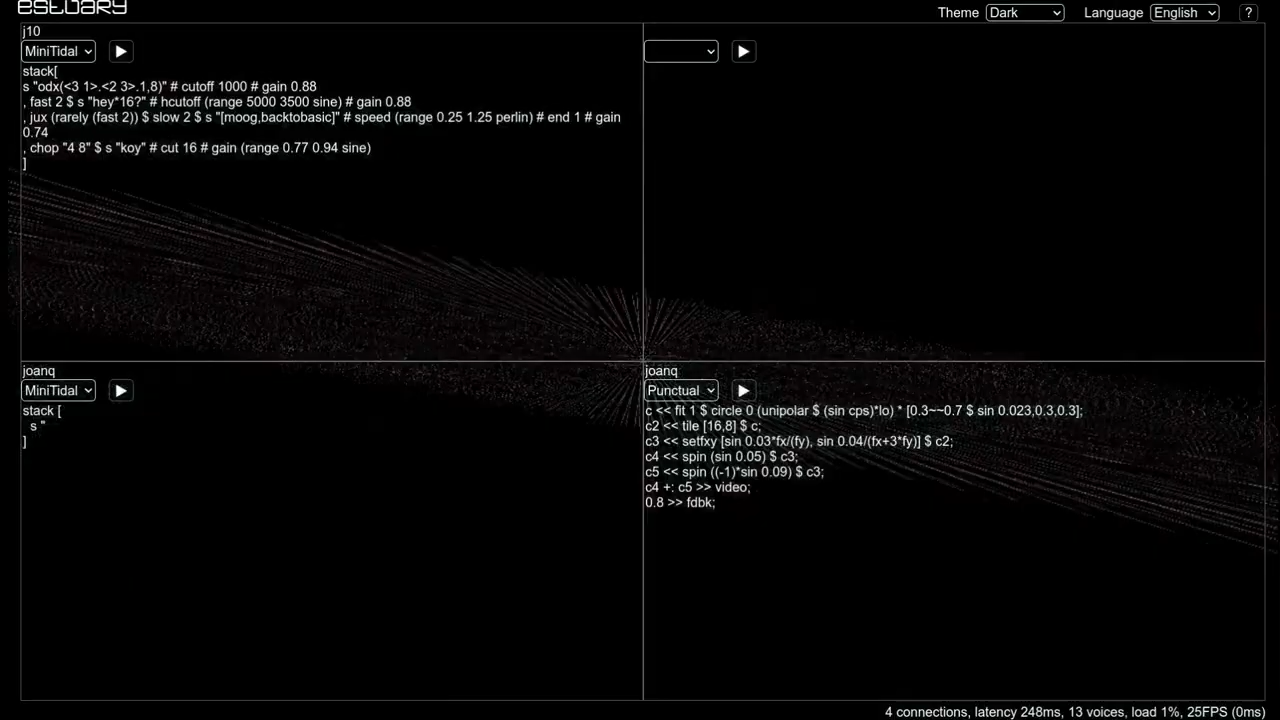 estuary
Theme Dark Language English ?
j10
MiniTidal
stack[
s "odx(<3 1>.<2 3>.1,8)" # cutoff 1000 # gain 0.88
, fast 2 $ s "hey*16?" # hcutoff (range 5000 3500 sine) # gain 0.88
, jux (rarely (fast 2)) $ slow 2 $ s "[moog,backtobasic]" # speed (range 0.25 1.25 perlin) # end 1 # gain
0.74
, chop "4 8" $ s "koy" # cut 16 # gain (range 0.77 0.94 sine)
]
joanq
MiniTidal
stack [
s "
]
joanq
Punctual
c << fit 1 $ circle 0 (unipolar $ (sin cps)*lo) * [0.3~~0.7 $ sin 0.023,0.3,0.3];
c2 << tile [16,8] $ c;
c3 << setfxy [sin 0.03*fx/(fy), sin 0.04/(fx+3*fy)] $ c2;
c4 << spin (sin 0.05) $ c3;
c5 << spin ((-1)*sin 0.09) $ c3;
c4 +: c5 >> video;
0.8 >> fdbk;
4 connections, latency 248ms, 13 voices, load 1%, 25FPS (0ms)